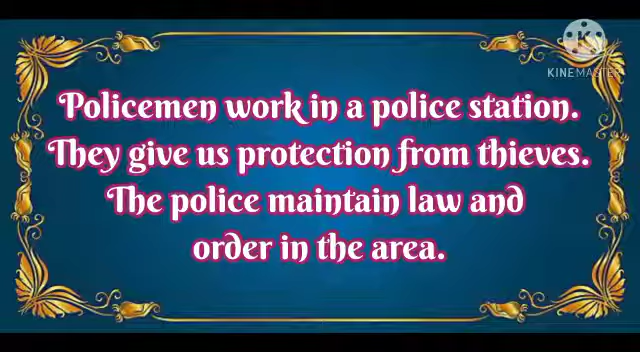 KINEMASTER
Policemen work in a police station.
They give us protection from thieves.
The police maintain law and
order in the area.